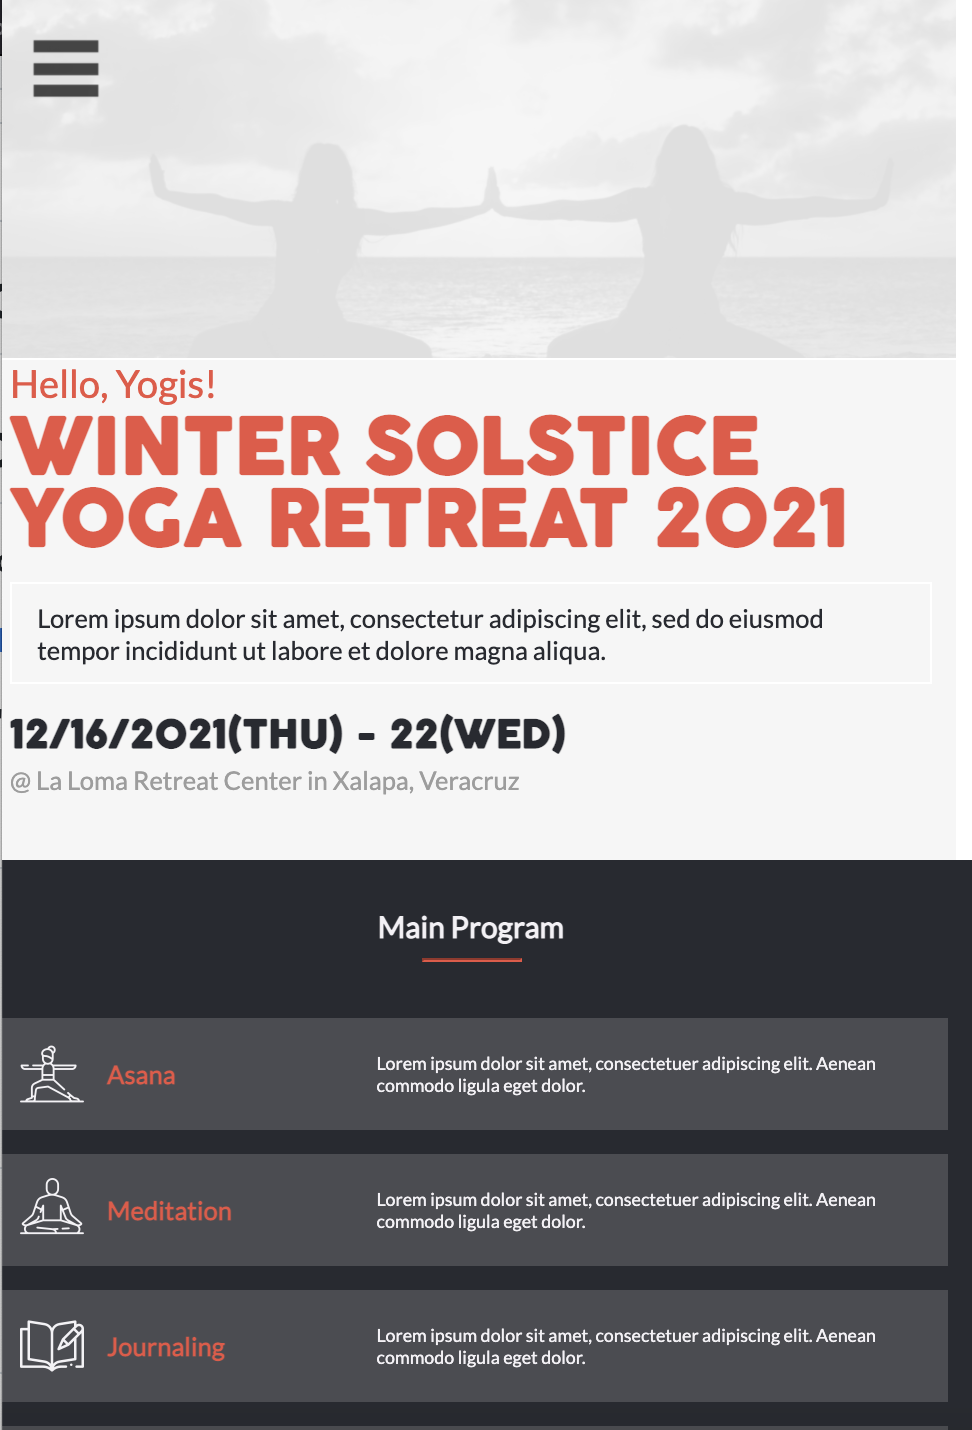 Hello, Yogis!
WINTER SOLSTICE
YOGA RETREAT 2021
Lorem ipsum dolor sit amet, consectetur adipiscing elit, sed do eiusmod
tempor incididunt ut labore et dolore magna aliqua.
12/16/2021(THU) - 22(WED)
@ La Loma Retreat Center in Xalapa, Veracruz
Main Program
Asana
Lorem ipsum dolor sit amet, consectetuer adipiscing elit. Aenean
commodo ligula eget dolor.
Meditation
Lorem ipsum dolor sit amet, consectetuer adipiscing elit. Aenean
commodo ligula eget dolor.
Journaling
Lorem ipsum dolor sit amet, consectetuer adipiscing elit. Aenean
commodo ligula eget dolor.